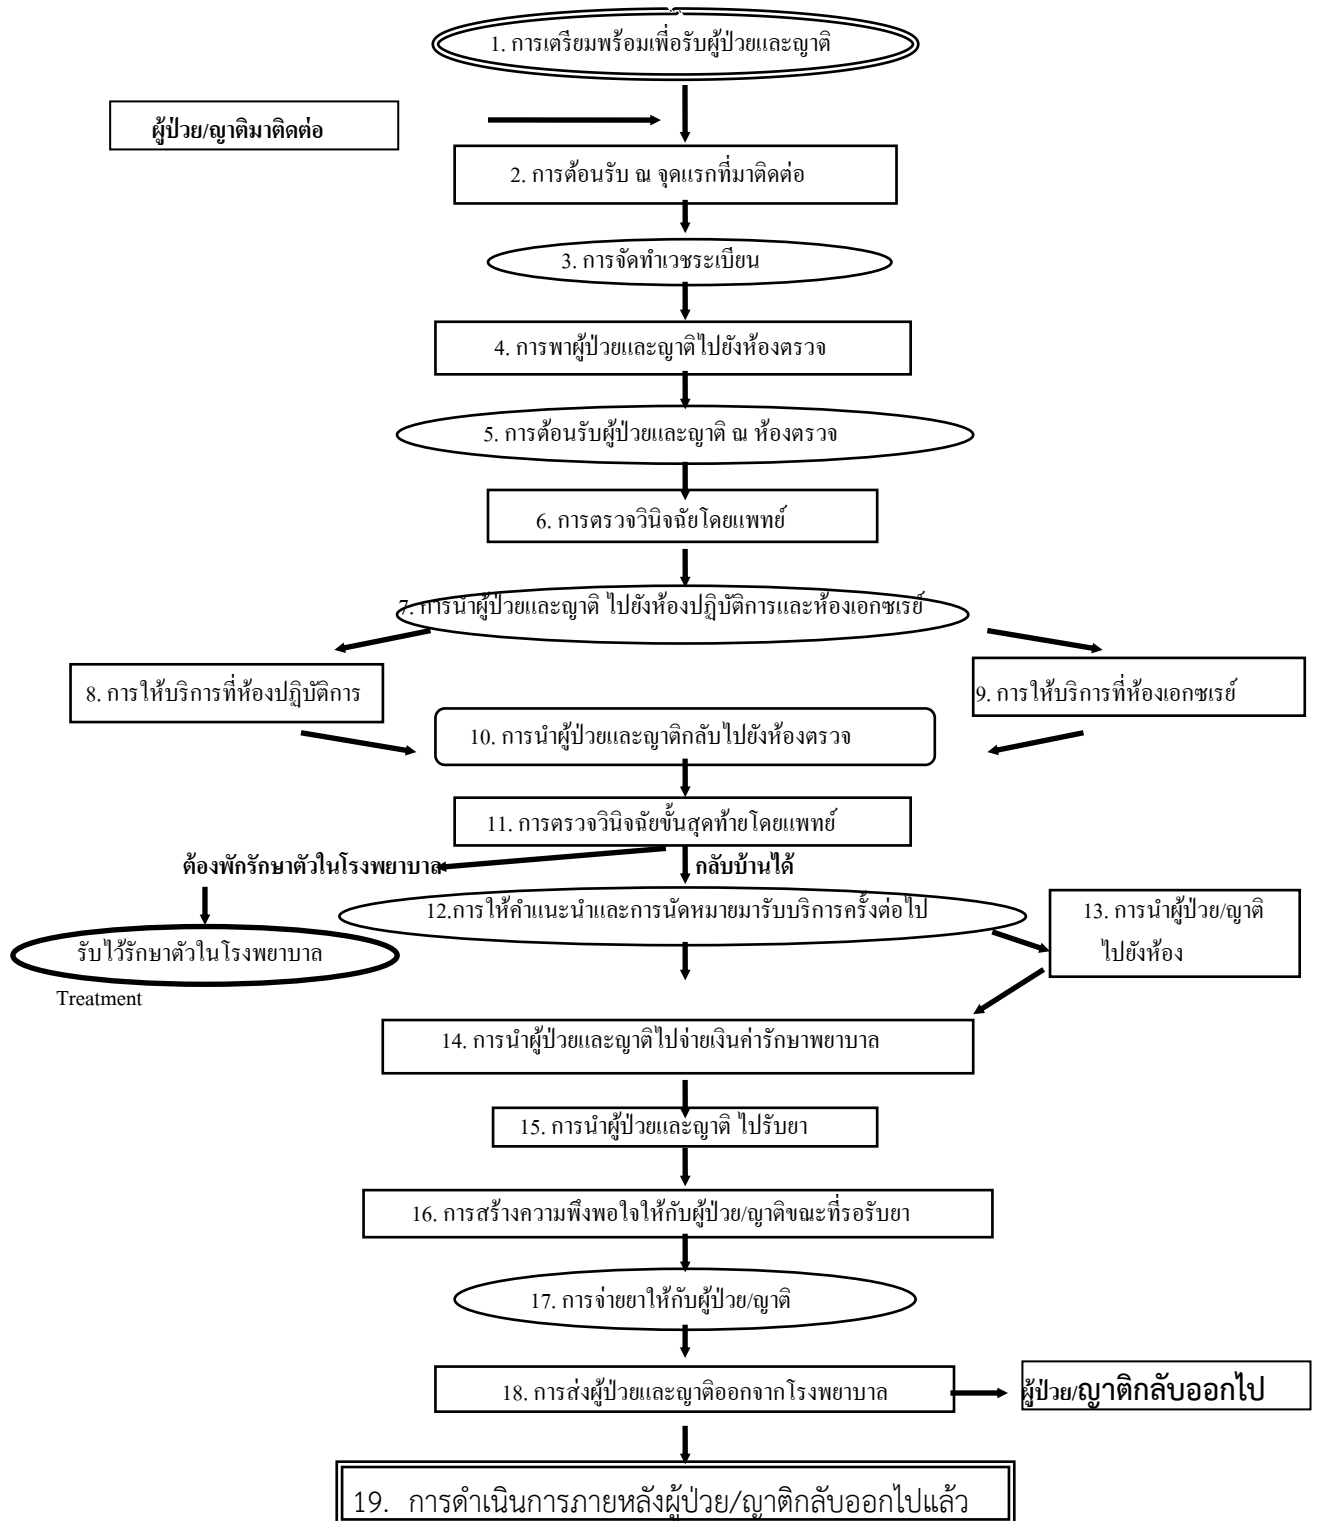 1. การเตรียมพร้อมเพื่อรับผู้ป่วยและญาติ
ผู้ป่วย/ญาติมาติดต่อ
2. การต้อนรับ ณ จุดแรกที่มาติดต่อ
3. การจัดทำเวชระเบียน
4. การพาผู้ป่วยและญาติไปยังห้องตรวจ
5. การต้อนรับผู้ป่วยและญาติ ณ ห้องตรวจ
6. การตรวจวินิจฉัยโดยแพทย์
7. การนำผู้ป่วยและญาติ ไปยังห้องปฏิบัติการและห้องเอกซเรย์
8. การให้บริการที่ห้องปฏิบัติการ
9. การให้บริการที่ห้องเอกซเรย์
10. การนำผู้ป่วยและญาติกลับไปยังห้องตรวจ
11. การตรวจวินิจฉัยขั้นสุดท้ายโดยแพทย์
ต้องพักรักษาตัวในโรงพยาบาล
กลับบ้านได้
12.การให้คำแนะนำและการนัดหมายมารับบริการครั้งต่อไป
13. การนำผู้ป่วย/ญาติ
ไปยังห้อง
รับไว้รักษาตัวในโรงพยาบาล
Treatment
14. การนำผู้ป่วยและญาติไปจ่ายเงินค่ารักษาพยาบาล
15. การนำผู้ป่วยและญาติ ไปรับยา
16. การสร้างความพึงพอใจให้กับผู้ป่วย/ญาติขณะที่รอรับยา
17. การจ่ายยาให้กับผู้ป่วย/ญาติ
18. การส่งผู้ป่วยและญาติออกจากโรงพยาบาล
ผู้ป่วย/ญาติกลับออกไป
19. การดำเนินการภายหลังผู้ป่วย/ญาติกลับออกไปแล้ว